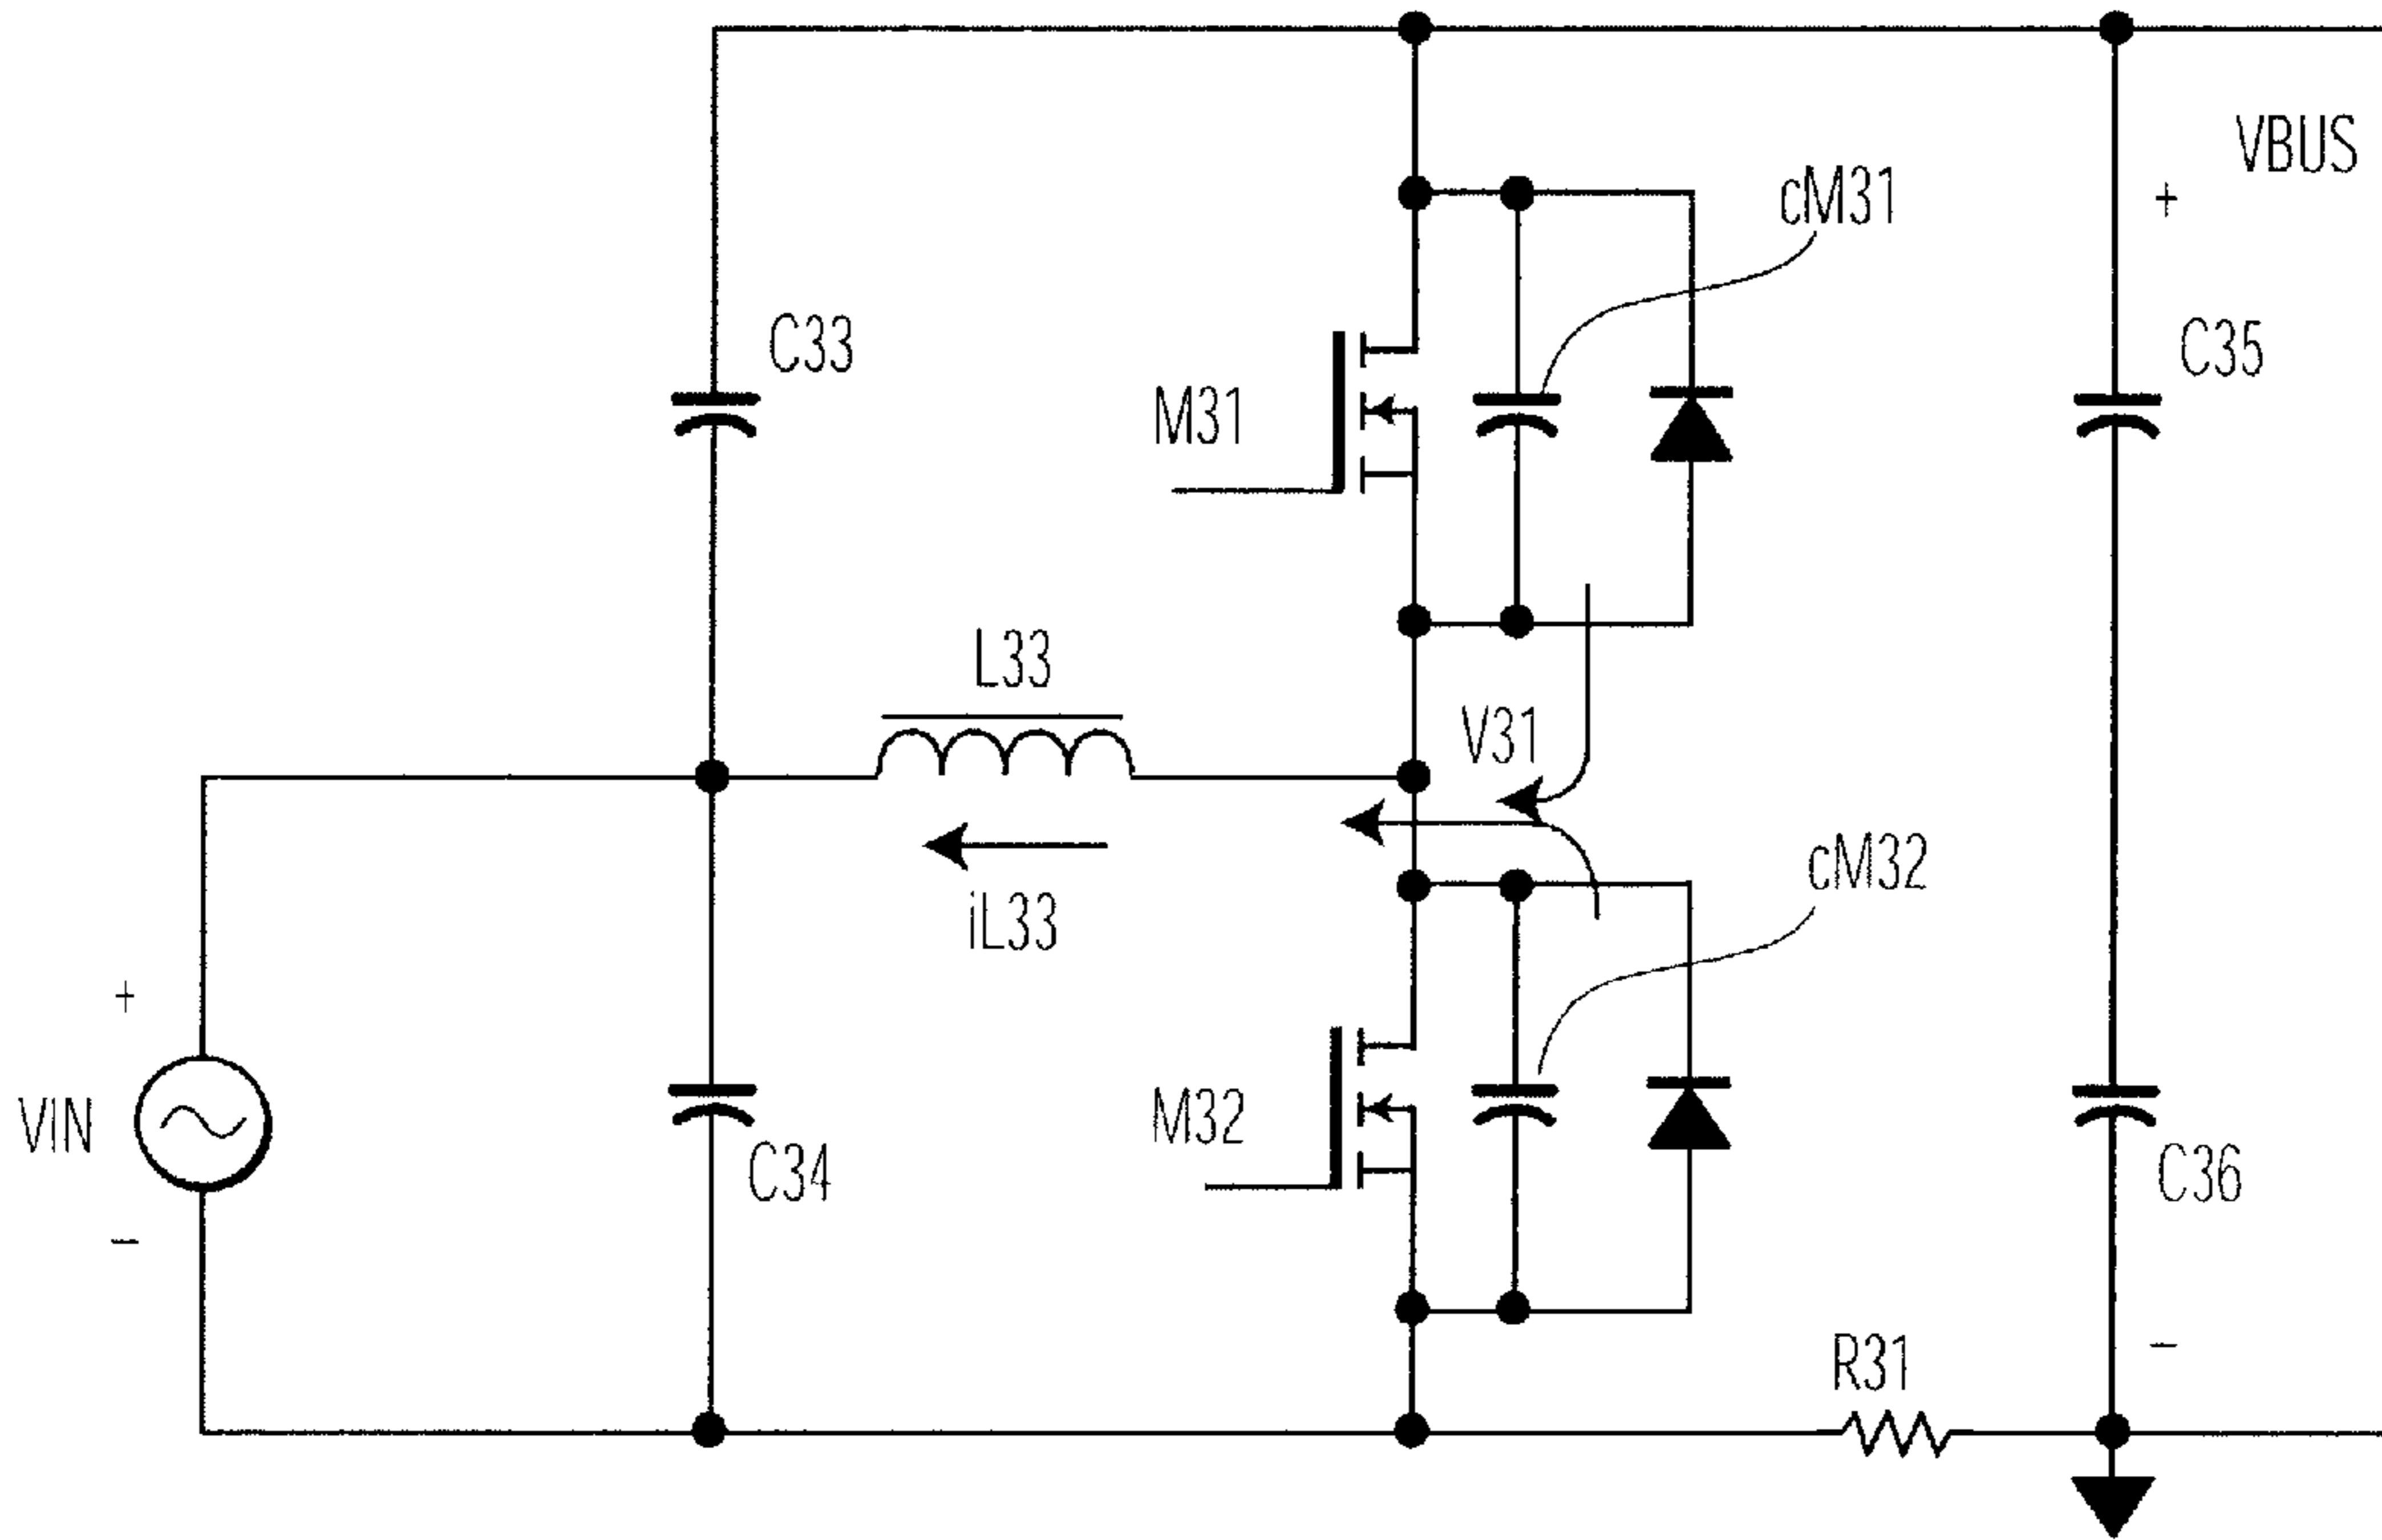 VBUS
+
cM31
C33
C35
M31
L33
V31
cM32
iL33
+
VIN
M32
C34
C36
−
R31
−